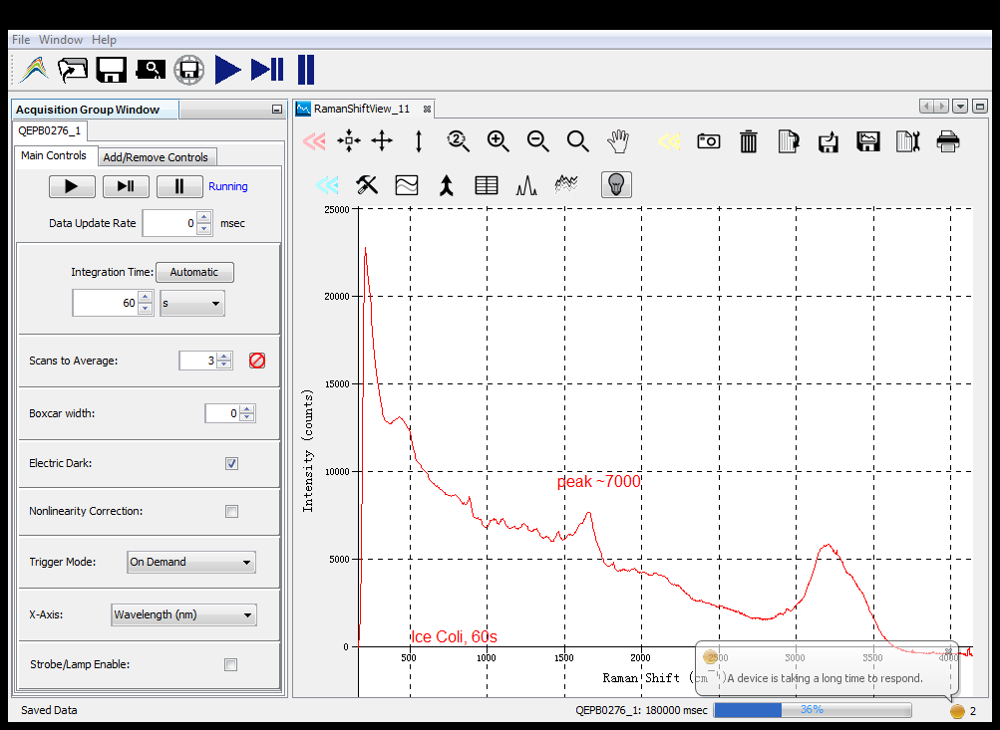 File Window Help
Acquisition Group Window
QEPB0276_1
Main Controls Add/Remove Controls
Running
Data Update Rate 0 msec
Integration Time: Automatic
60 s
Scans to Average: 3
Boxcar width: 0
Electric Dark:
Nonlinearity Correction:
Trigger Mode: On Demand
X-Axis: Wavelength (nm)
Strobe/Lamp Enable:
RamanShiftView_11
2
25000
20000
15000
10000
5000
0
Intensity (counts)
peak ~7000
Ice Coli, 60s
500 1000 1500 2000 2500 3000 3500 4000
Raman Shift (cm⁻¹)
A device is taking a long time to respond.
Saved Data
QEPB0276_1: 180000 msec 36% 2